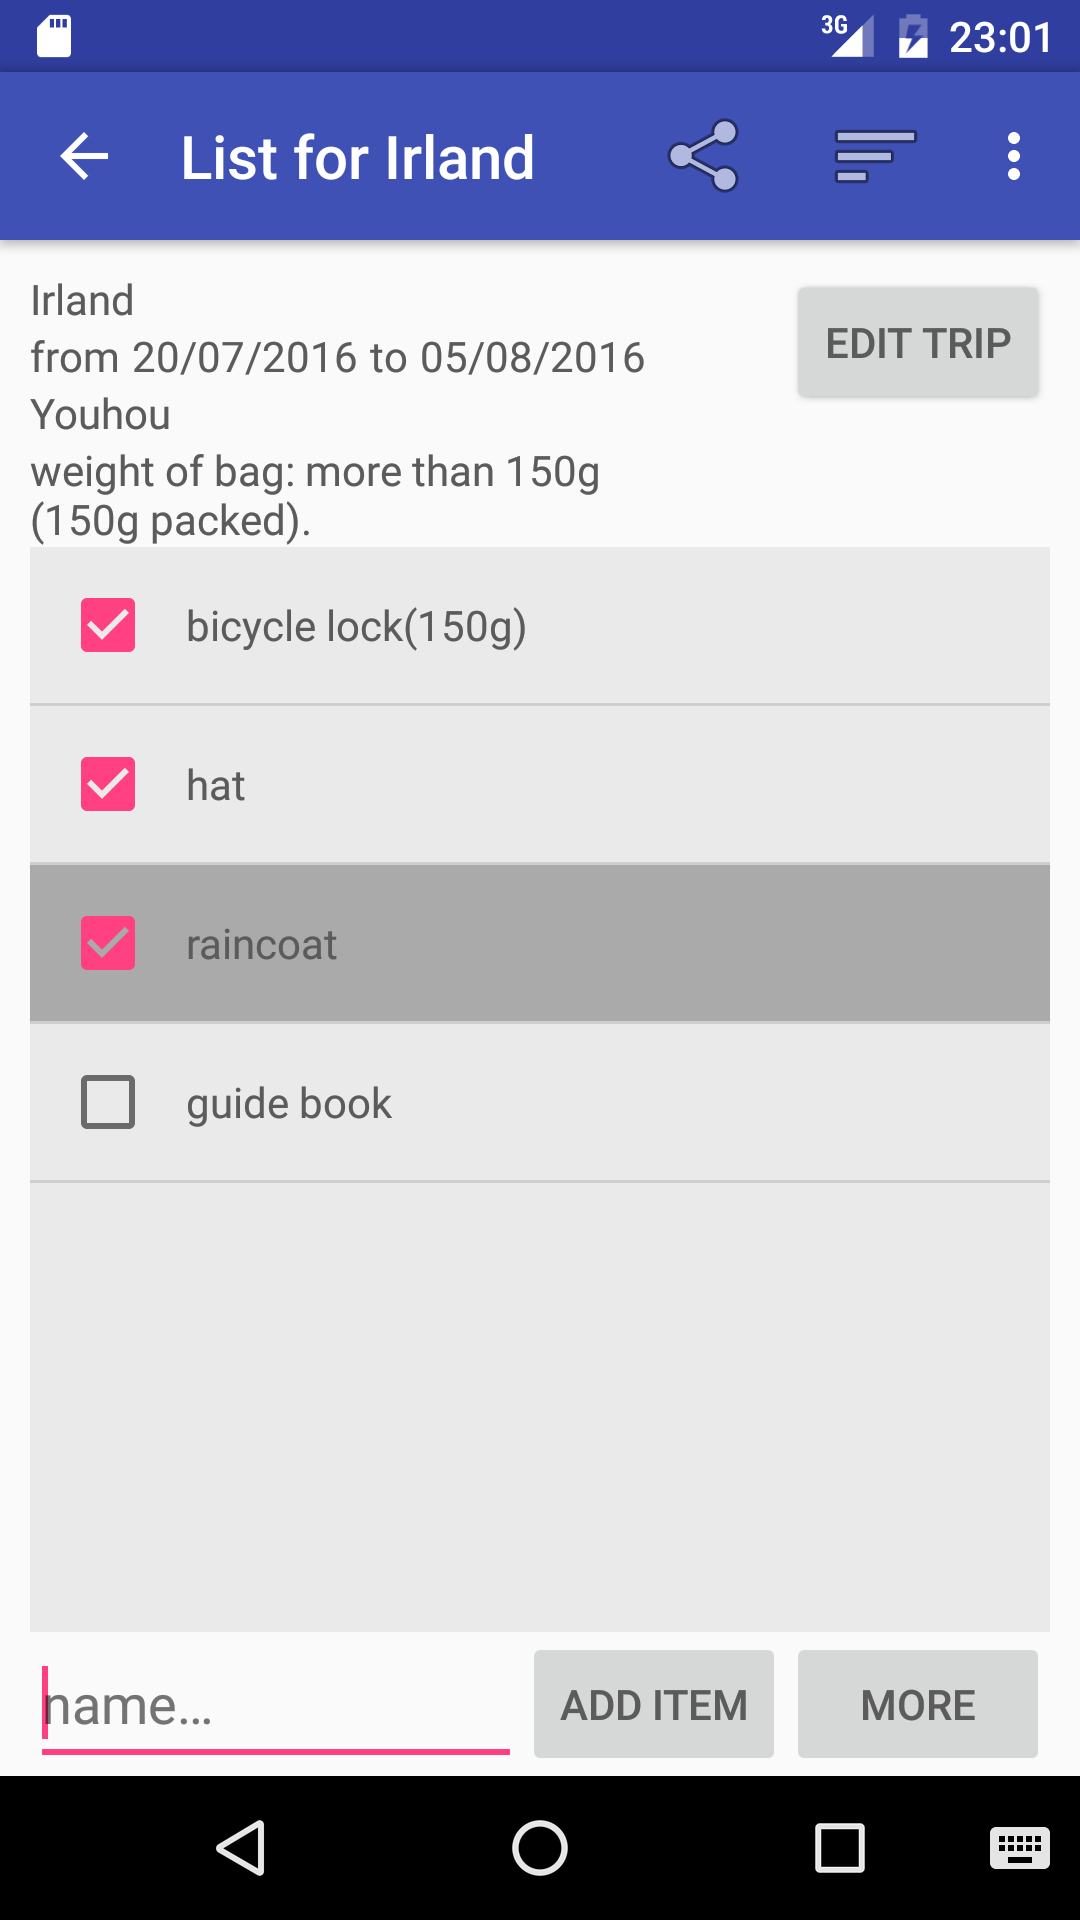 3G 23:01
List for Irland
Irland
EDIT TRIP
from 20/07/2016 to 05/08/2016
Youhou
weight of bag: more than 150g
(150g packed).
bicycle lock(150g)
hat
raincoat
guide book
name... ADD ITEM MORE